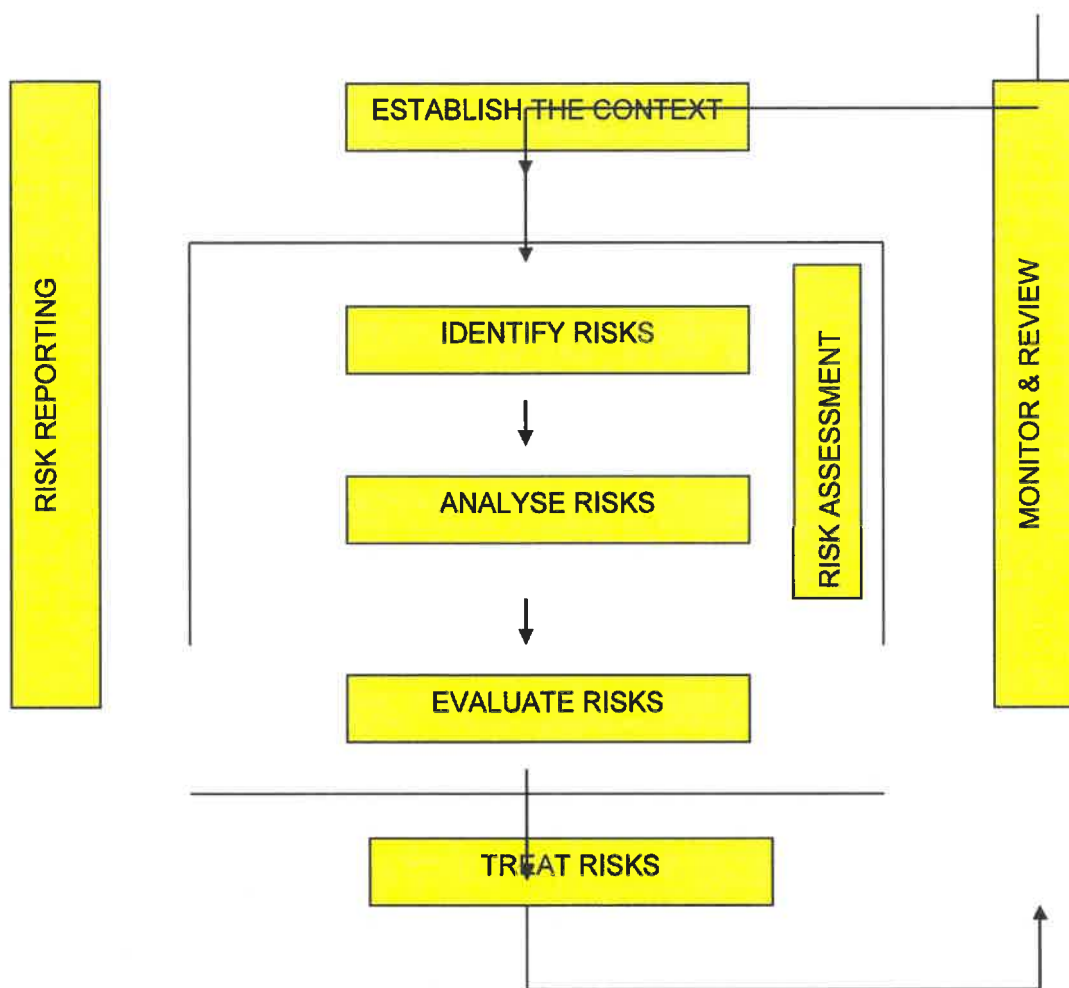 ESTABLISH THE CONTEXT
RISK REPORTING
IDENTIFY RISKS
ANALYSE RISKS
RISK ASSESSMENT
MONITOR & REVIEW
EVALUATE RISKS
TREAT RISKS